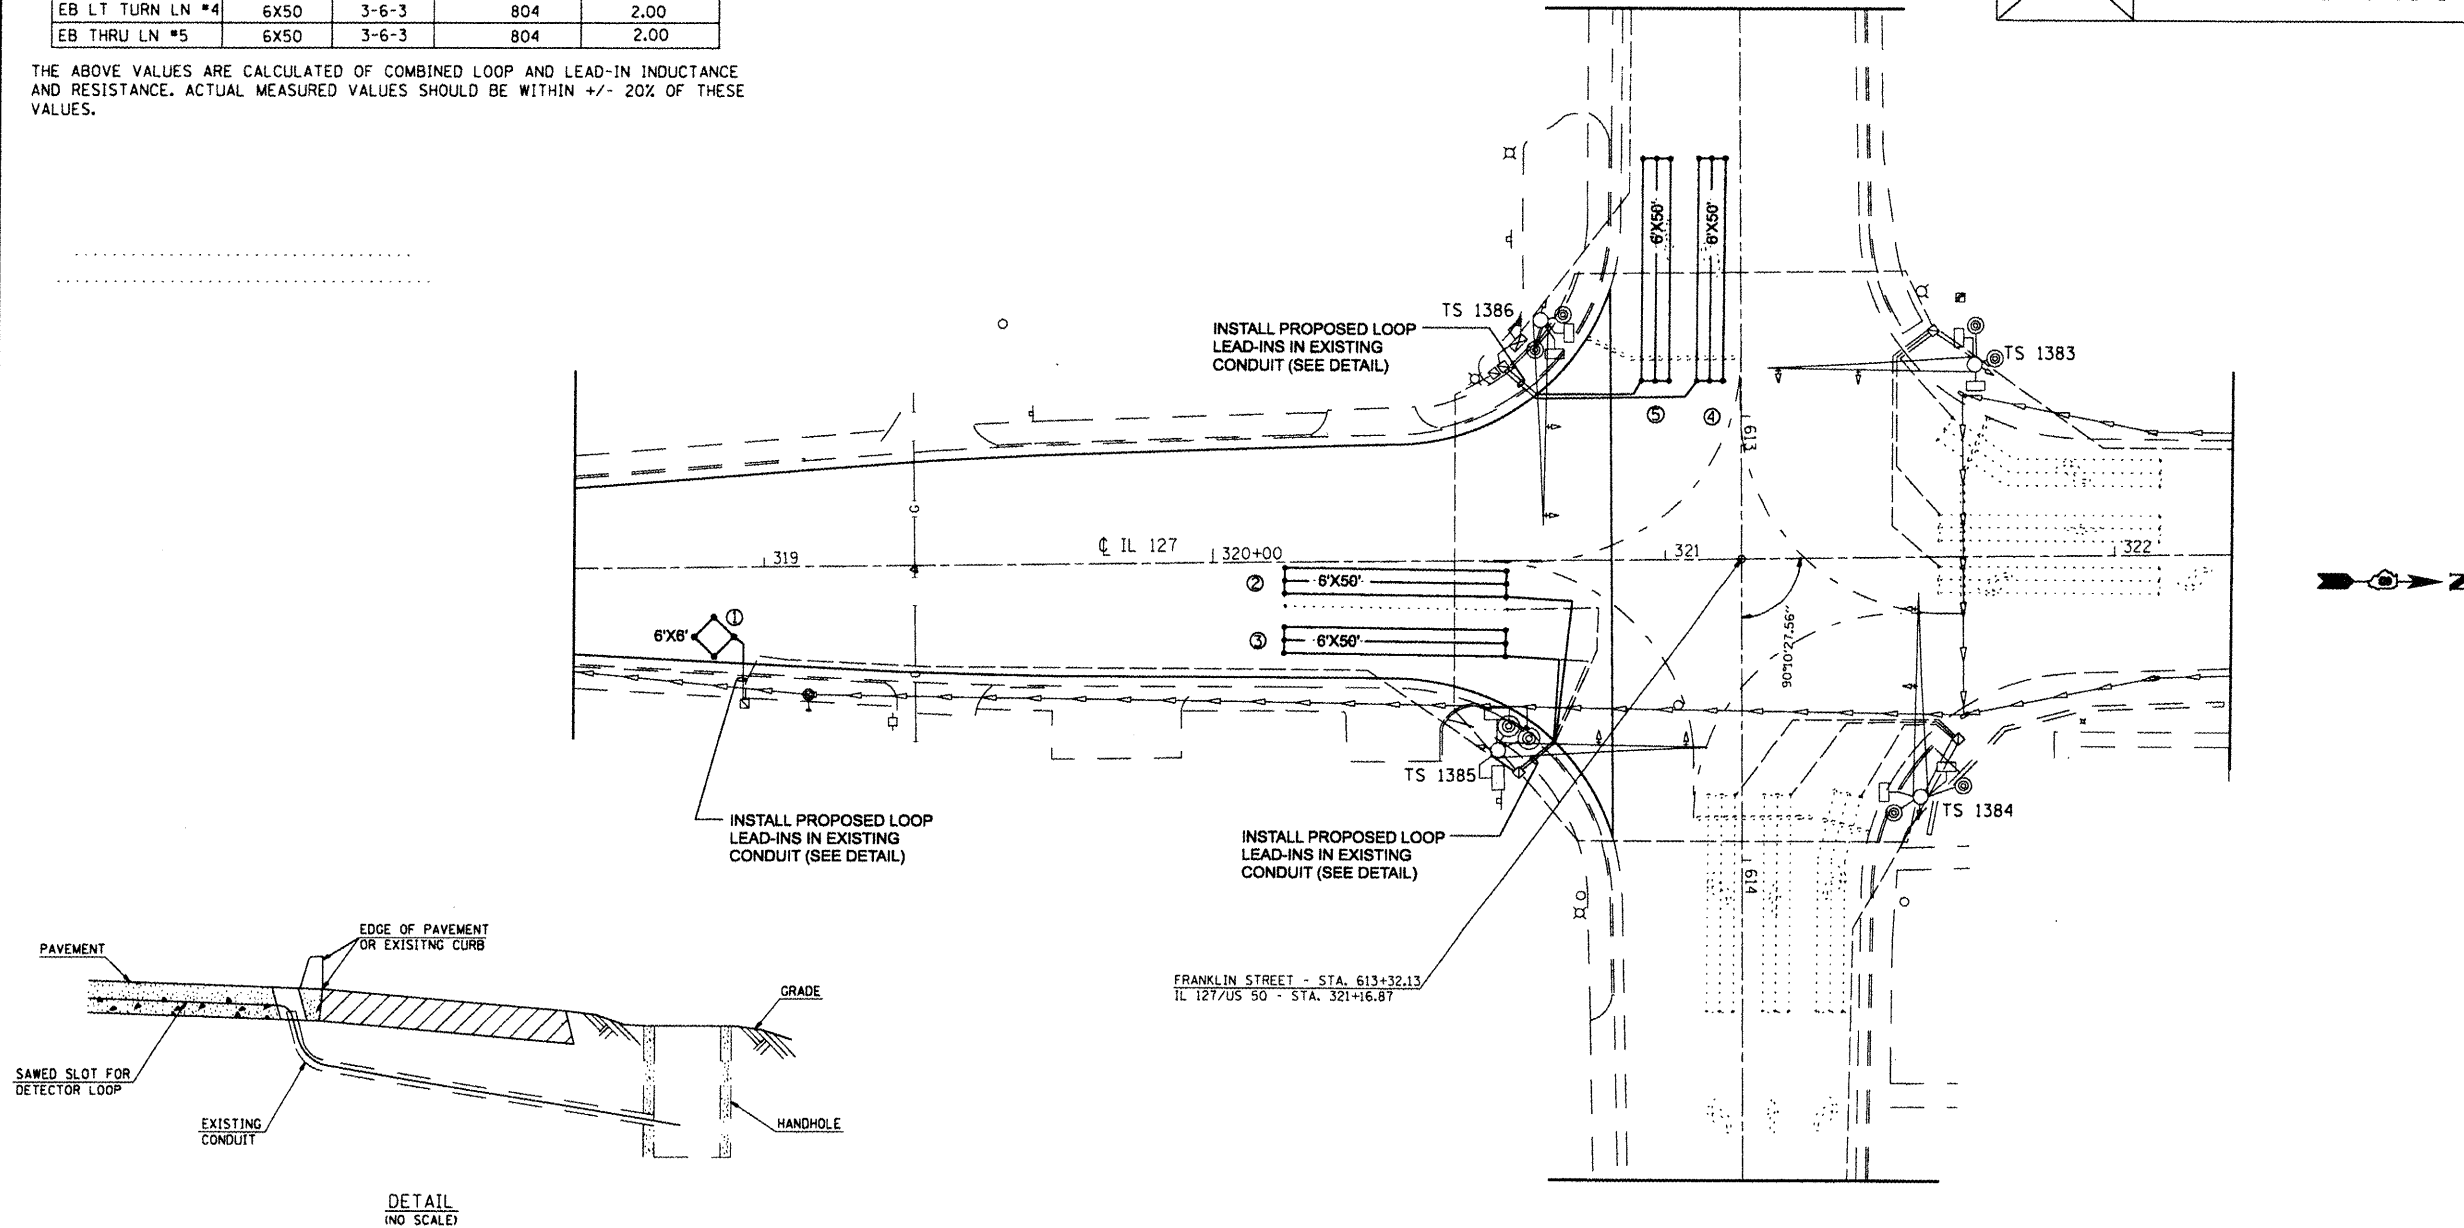 EB LT TURN LN #4 6X50 3-6-3 804 2.00
EB THRU LN #5 6X50 3-6-3 804 2.00
THE ABOVE VALUES ARE CALCULATED OF COMBINED LOOP AND LEAD-IN INDUCTANCE
AND RESISTANCE. ACTUAL MEASURED VALUES SHOULD BE WITHIN +/- 20% OF THESE
VALUES.
6'X50'
6'X50'
TS 1386
INSTALL PROPOSED LOOP
LEAD-INS IN EXISTING
CONDUIT (SEE DETAIL)
TS 1383
5
4
613
G
319
℄ IL 127
320+00
321
322
2
6'X50'
N
1
6'X6'
3
6'X50'
90°10'27.56"
TS 1385
TS 1384
INSTALL PROPOSED LOOP
LEAD-INS IN EXISTING
CONDUIT (SEE DETAIL)
INSTALL PROPOSED LOOP
LEAD-INS IN EXISTING
CONDUIT (SEE DETAIL)
614
FRANKLIN STREET - STA. 613+32.13
IL 127/US 50 - STA. 321+16.87
PAVEMENT
EDGE OF PAVEMENT
OR EXISITNG CURB
GRADE
SAWED SLOT FOR
DETECTOR LOOP
EXISTING
CONDUIT
HANDHOLE
DETAIL
(NO SCALE)